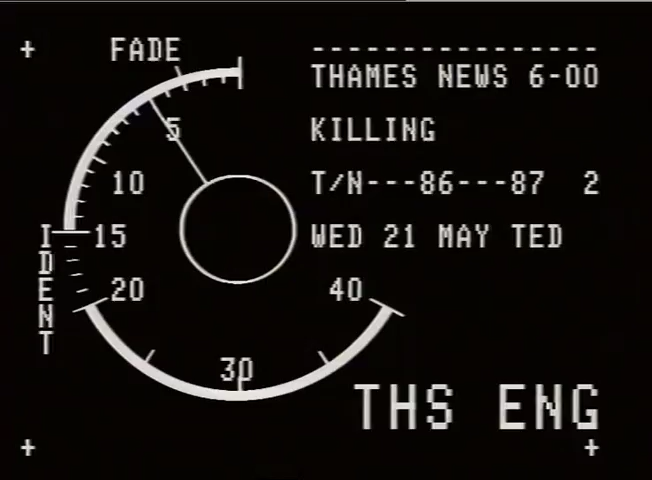 FADE
----------------
THAMES NEWS 6-00
5
KILLING
10
T/N---86---87 2
IDENT
15
WED 21 MAY TED
20
40
30
THS ENG